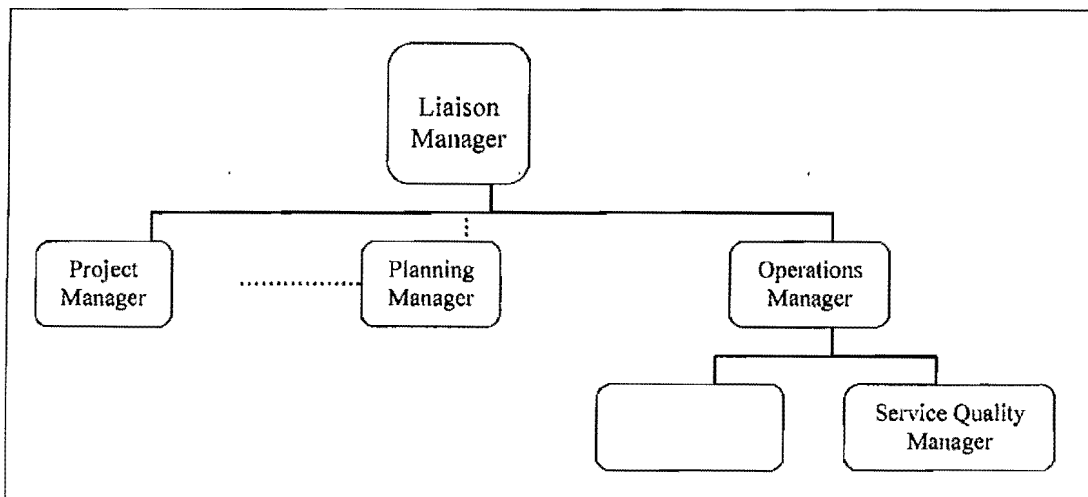 Liaison
Manager
Project
Manager
Planning
Manager
Operations
Manager
Service Quality
Manager